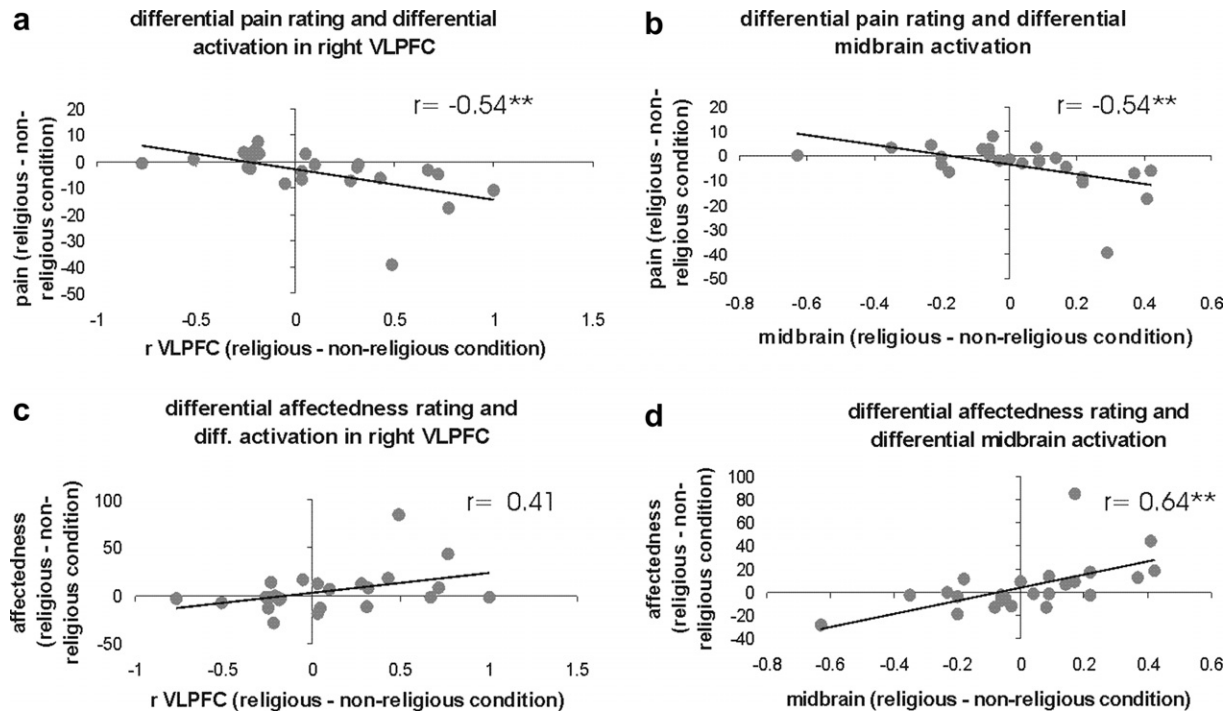 a
differential pain rating and differential
activation in right VLPFC
r= -0.54**
pain (religious - non-
religious condition)
20
10
0
-10
-20
-30
-40
-50
-1
-0.5
0
0.5
1
1.5
r VLPFC (religious - non-religious condition)
b
differential pain rating and differential
midbrain activation
r= -0.54**
pain (religious - non-
religious condition)
20
10
0
-10
-20
-30
-40
-50
-0.8
-0.6
-0.4
-0.2
0
0.2
0.4
0.6
midbrain (religious - non-religious condition)
c
differential affectedness rating and
diff. activation in right VLPFC
r= 0.41
affectedness
(religious - non-
religious condition)
100
50
0
-50
-1
-0.5
0
0.5
1
1.5
r VLPFC (religious - non-religious condition)
d
differential affectedness rating and
differential midbrain activation
r= 0.64**
affectedness
(religious - non-
religious condition)
100
80
60
40
20
0
-20
-40
-0.8
-0.6
-0.4
-0.2
0
0.2
0.4
0.6
midbrain (religious - non-religious condition)